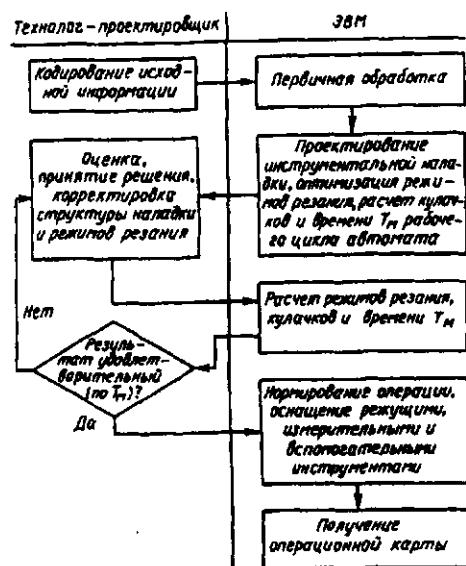 Технолог-проектировщик
ЭВМ
Кодирование исход-
ной информации
Первичная обработка
Проектирование
инструментальной нала-
дки, оптимизация режи-
мов резания, расчет кулач-
ков и времени Tм рабоче-
го цикла автомата
Оценка,
принятие решения,
корректировка
структуры наладки
и режимов резания
Расчет режимов резания,
кулачков и времени Tм
Нет
Резуль-
тат удовлет-
ворительный
(по Tм)?
Да
Нормирование операции,
оснащение режущими,
измерительными и
вспомогательными
инструментами
Получение
операционной карты